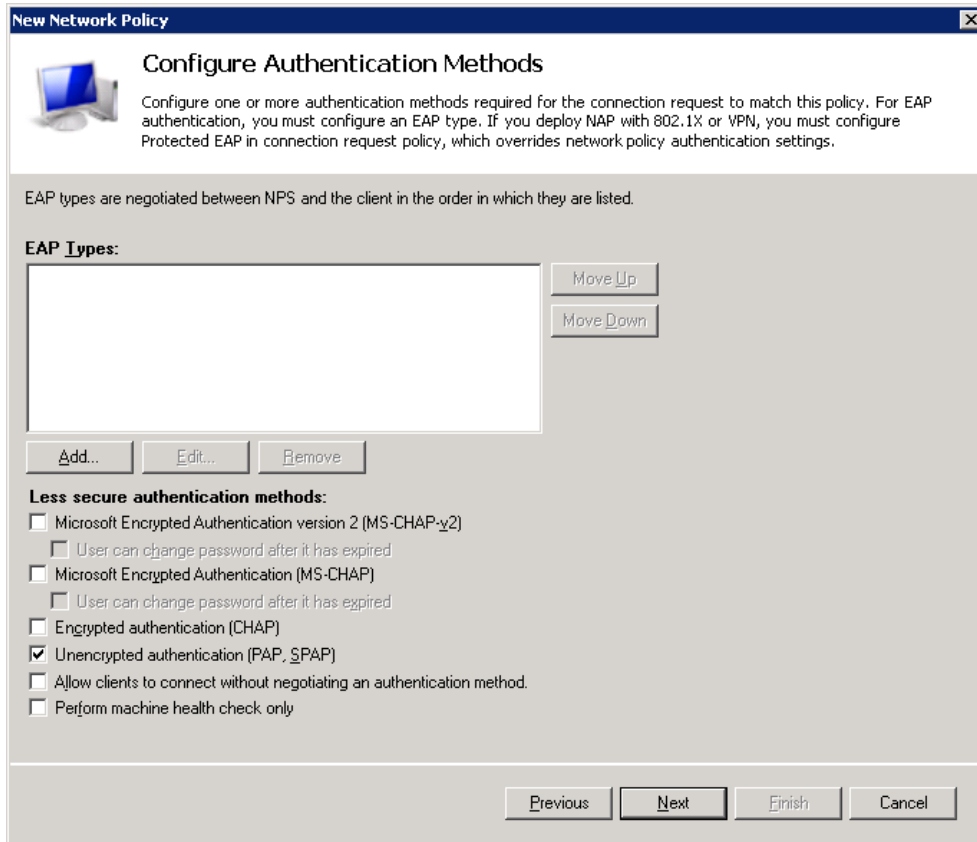 New Network Policy
Configure Authentication Methods
Configure one or more authentication methods required for the connection request to match this policy. For EAP
authentication, you must configure an EAP type. If you deploy NAP with 802.1X or VPN, you must configure
Protected EAP in connection request policy, which overrides network policy authentication settings.
EAP types are negotiated between NPS and the client in the order in which they are listed.
EAP Types:
Move Up
Move Down
Add... Edit... Remove
Less secure authentication methods:
Microsoft Encrypted Authentication version 2 (MS-CHAP-v2)
User can change password after it has expired
Microsoft Encrypted Authentication (MS-CHAP)
User can change password after it has expired
Encrypted authentication (CHAP)
Unencrypted authentication (PAP, SPAP)
Allow clients to connect without negotiating an authentication method.
Perform machine health check only
Previous Next Finish Cancel